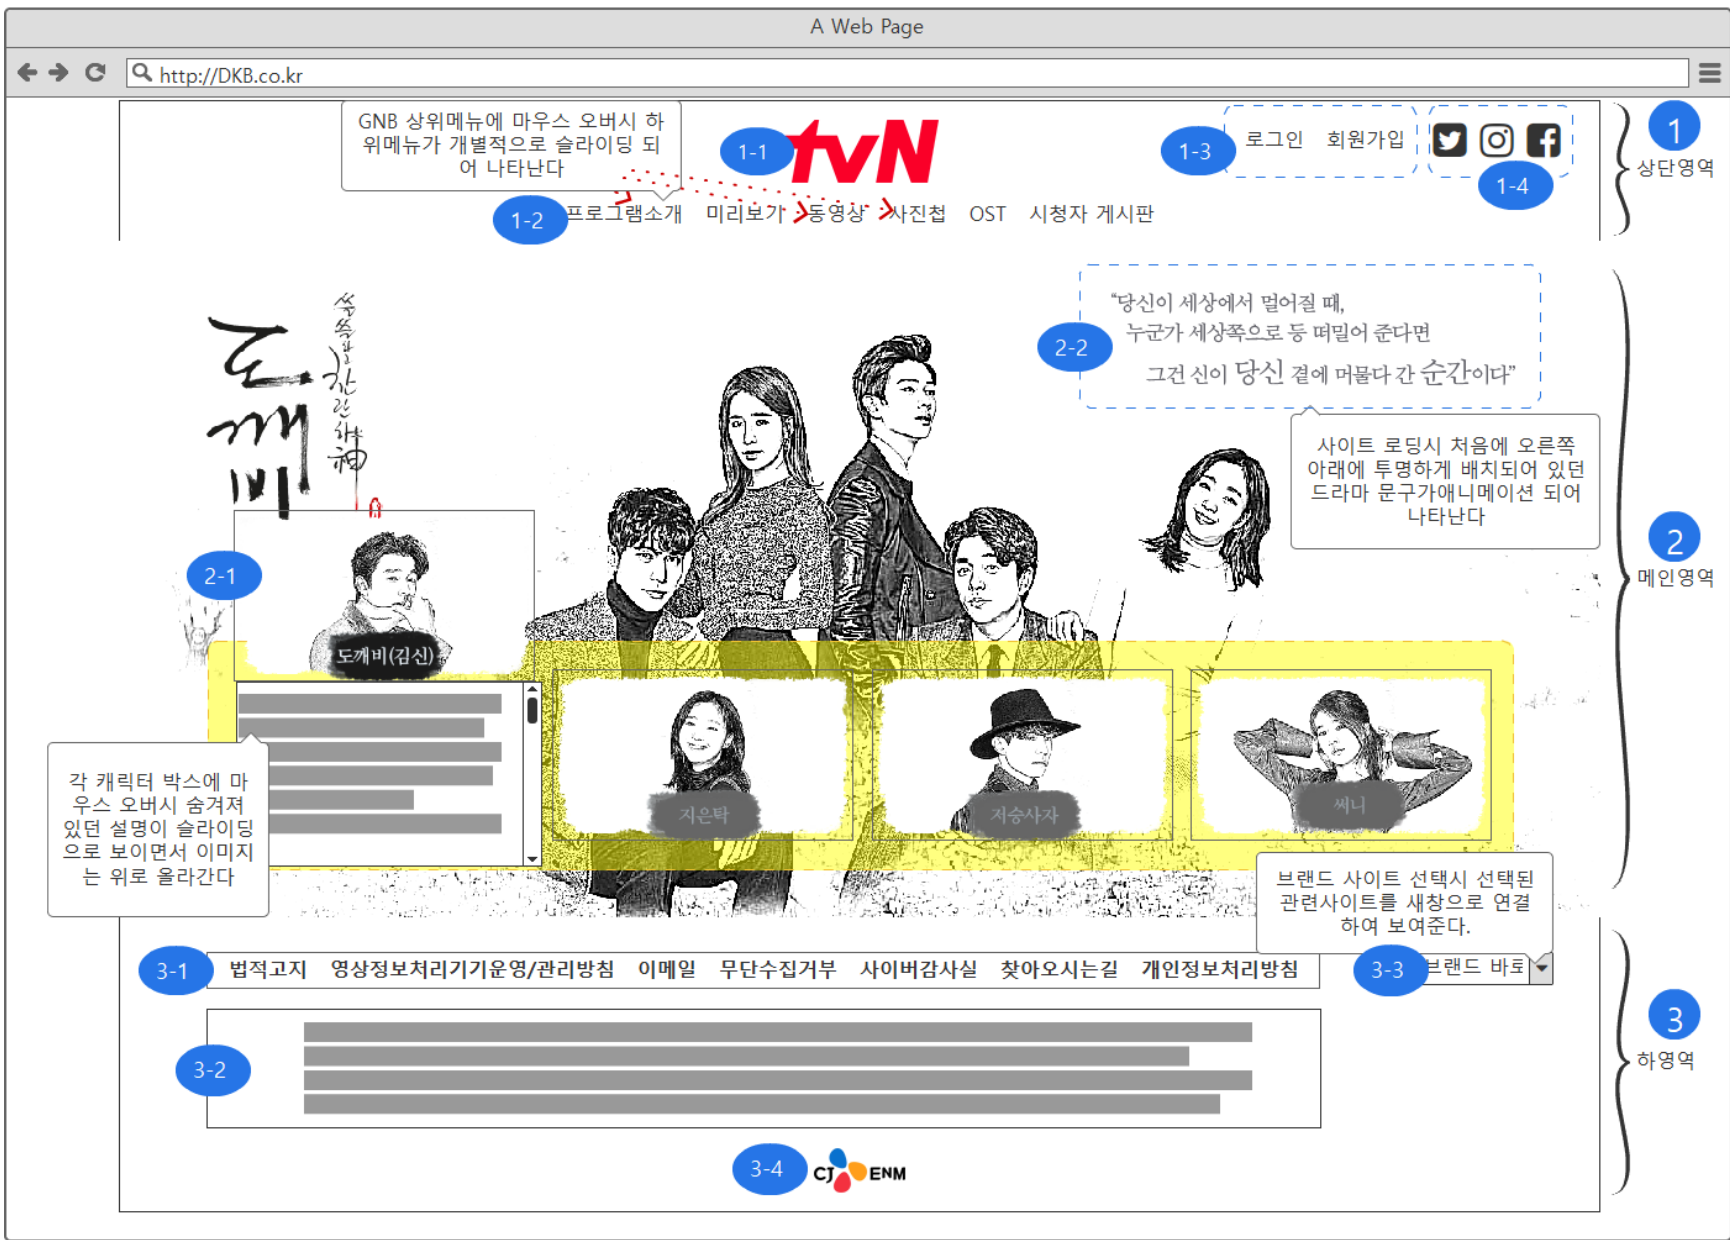 A Web Page
http://DKB.co.kr
GNB 상위메뉴에 마우스 오버시 하
위메뉴가 개별적으로 슬라이딩 되
어 나타난다
1-1
tvN
1-3
로그인 회원가입
1-4
1
상단영역
1-2
프로그램소개 미리보기 동영상 사진첩 OST 시청자 게시판
도깨비
쓸쓸하고 찬란하神
2-2
“당신이 세상에서 멀어질 때,
누군가 세상쪽으로 등 떠밀어 준다면
그건 신이 당신 곁에 머물다 간 순간이다”
사이트 로딩시 처음에 오른쪽
아래에 투명하게 배치되어 있던
드라마 문구가애니메이션 되어
나타난다
2
메인영역
2-1
도깨비(김신)
지은탁
저승사자
써니
각 캐릭터 박스에 마
우스 오버시 숨겨져
있던 설명이 슬라이딩
으로 보이면서 이미지
는 위로 올라간다
브랜드 사이트 선택시 선택된
관련사이트를 새창으로 연결
하여 보여준다.
3-1
법적고지 영상정보처리기기운영/관리방침 이메일 무단수집거부 사이버감사실 찾아오시는길 개인정보처리방침
3-3
브랜드 바로
3
하영역
3-2
3-4
CJ ENM